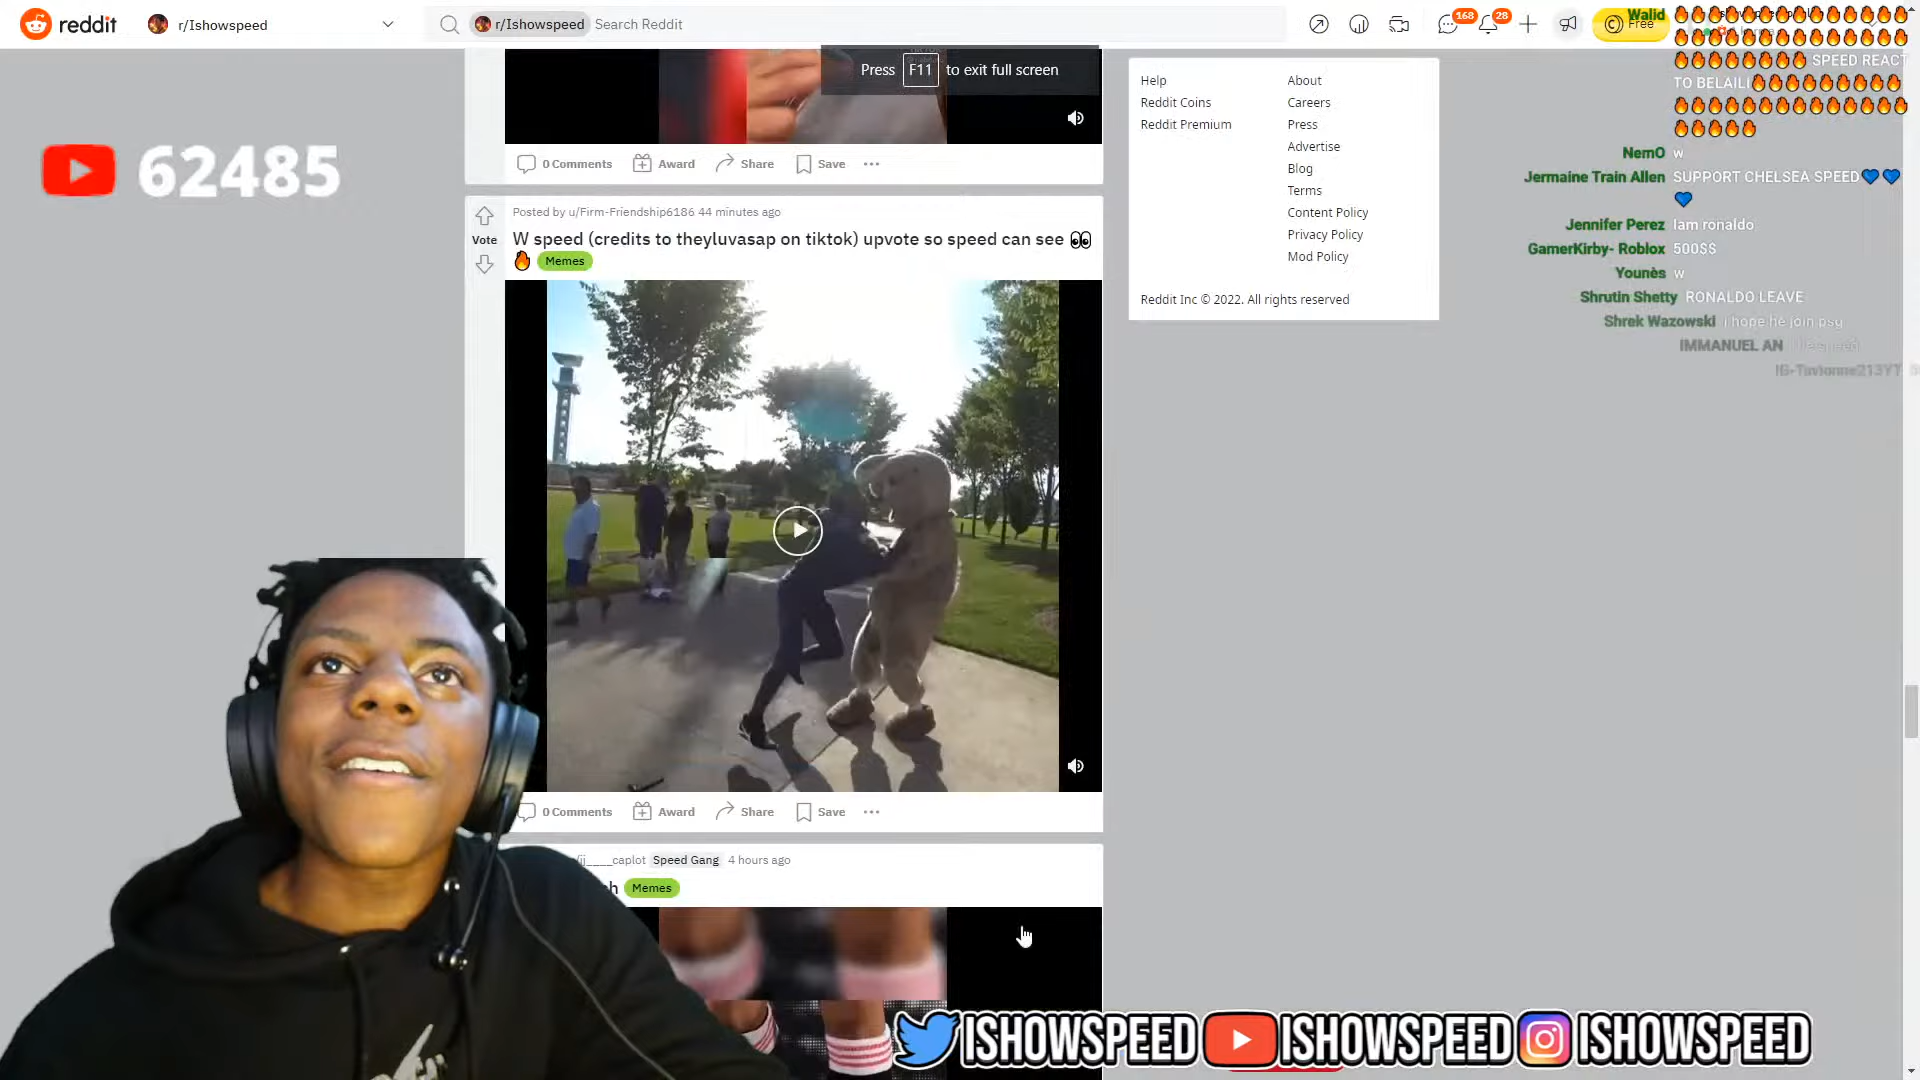 reddit
r/Ishowspeed
r/Ishowspeed Search Reddit
168
28
Free
Press F11 to exit full screen
62485
0 Comments Award Share Save
Posted by u/Firm-Friendship6186 44 minutes ago
Vote
W speed (credits to theyluvasap on tiktok) upvote so speed can see 👀
🔥 Memes
0 Comments Award Share Save
caplot Speed Gang 4 hours ago
Memes
Help
About
Reddit Coins
Careers
Reddit Premium
Press
Advertise
Blog
Terms
Content Policy
Privacy Policy
Mod Policy
Reddit Inc © 2022. All rights reserved
Walid 🔥🔥🔥🔥🔥🔥🔥🔥🔥🔥🔥🔥🔥🔥
🔥🔥🔥🔥🔥🔥🔥🔥🔥🔥🔥🔥🔥🔥
🔥🔥🔥🔥🔥🔥🔥🔥 SPEED REACT
TO BELAILI🔥🔥🔥🔥🔥🔥🔥🔥🔥
🔥🔥🔥🔥🔥🔥🔥🔥🔥🔥🔥🔥🔥🔥
🔥🔥🔥🔥🔥
NemO w
Jermaine Train Allen SUPPORT CHELSEA SPEED💙💙
💙
Jennifer Perez Iam ronaldo
GamerKirby- Roblox 500$$
Younès w
Shrutin Shetty RONALDO LEAVE
Shrek Wazowski i hope he join psg
IMMANUEL AN
IG-Tavionne213YT
ISHOWSPEED ISHOWSPEED ISHOWSPEED